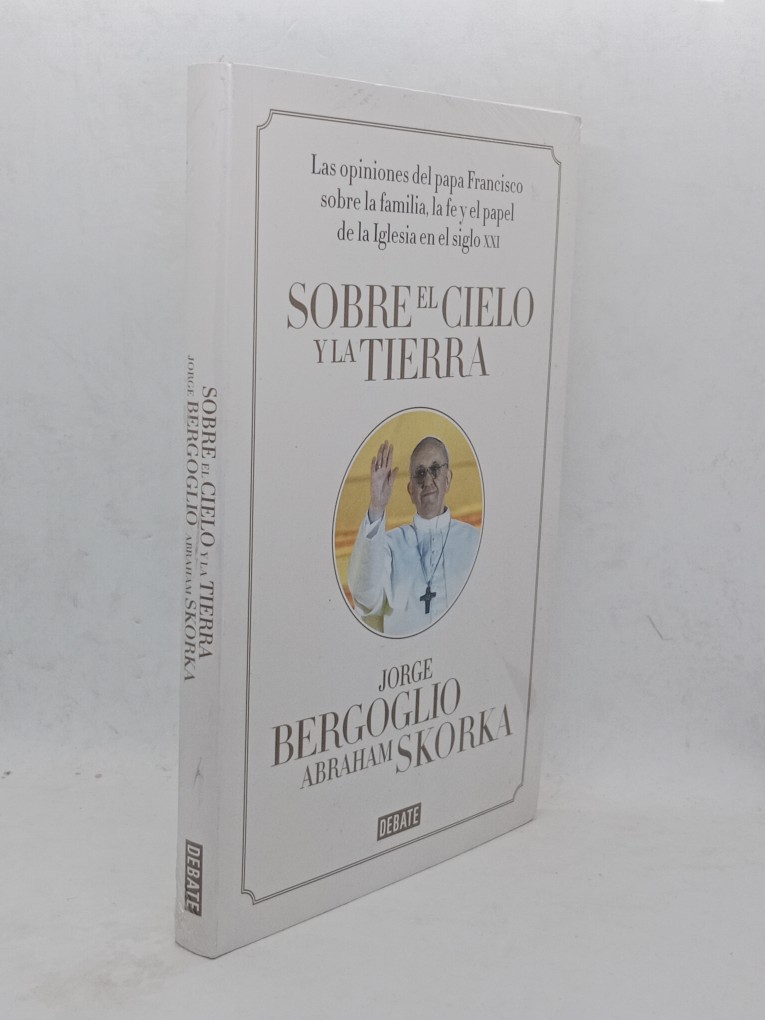 Las opiniones del papa Francisco
sobre la familia, la fe y el papel
de la Iglesia en el siglo XXI
SOBRE EL CIELO
Y LA TIERRA
JORGE
BERGOGLIO
ABRAHAM SKORKA
DEBATE
SOBRE EL CIELO Y LA TIERRA
JORGE BERGOGLIO ABRAHAM SKORKA
DEBATE